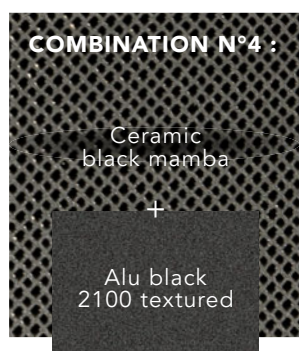 COMBINATION N°4 :
Ceramic
black mamba
+
Alu black
2100 textured